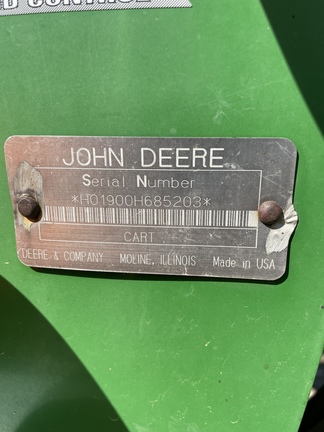 JOHN DEERE
Serial Number
*H01900H685203*
CART
DEERE & COMPANY MOLINE, ILLINOIS Made in USA